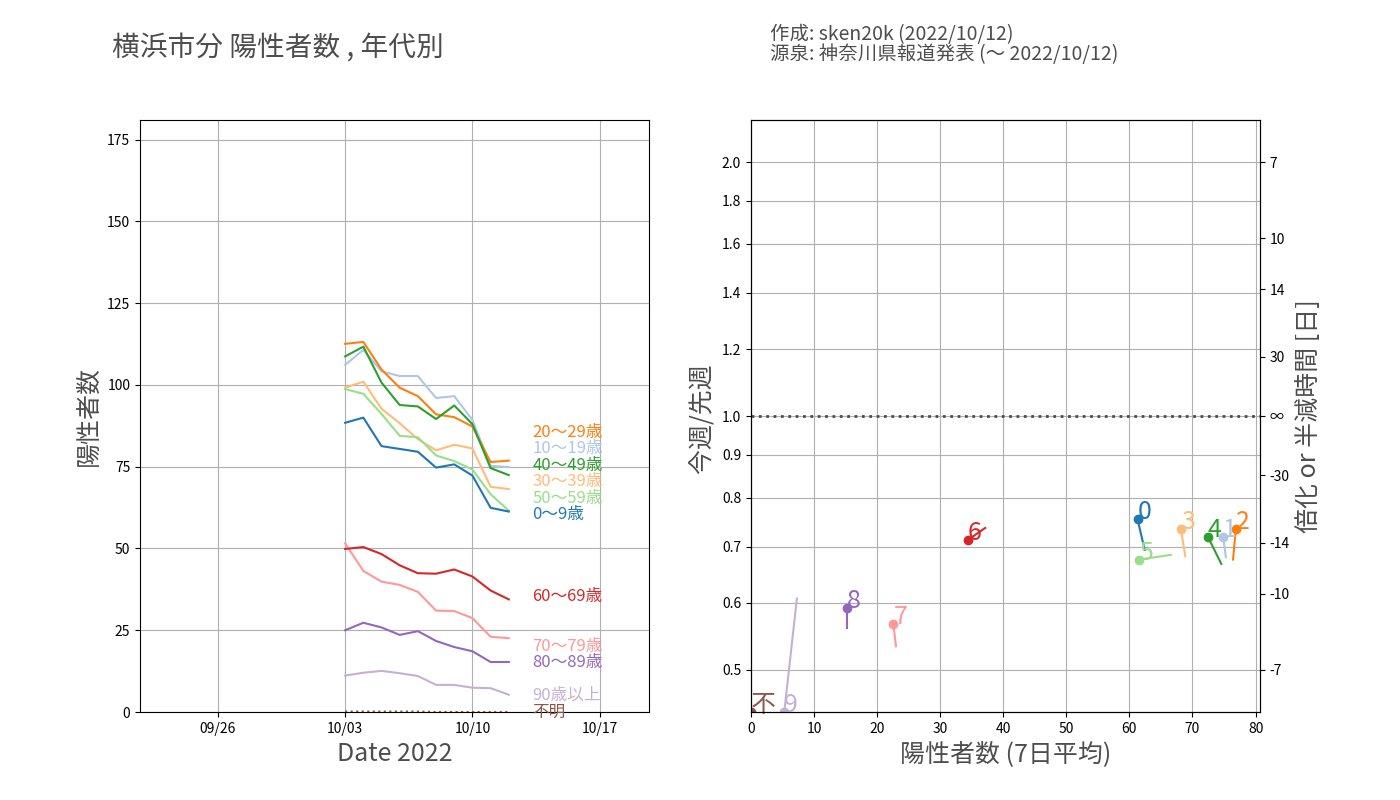 横浜市分 陽性者数 , 年代別
作成: sken20k (2022/10/12)
源泉: 神奈川県報道発表 (〜 2022/10/12)
陽性者数
175
150
125
100
75
50
25
0
20〜29歳
10〜19歳
40〜49歳
30〜39歳
50〜59歳
0〜9歳
60〜69歳
70〜79歳
80〜89歳
90歳以上
不明
09/26
10/03
10/10
10/17
Date 2022
今週/先週
2.0
1.8
1.6
1.4
1.2
1.0
0.9
0.8
0.7
0.6
0.5
0
3
2
4
1
6
5
8
7
9
不
0
10
20
30
40
50
60
70
80
陽性者数 (7日平均)
7
10
14
30
∞
-30
-14
-10
-7
倍化 or 半減時間 [日]